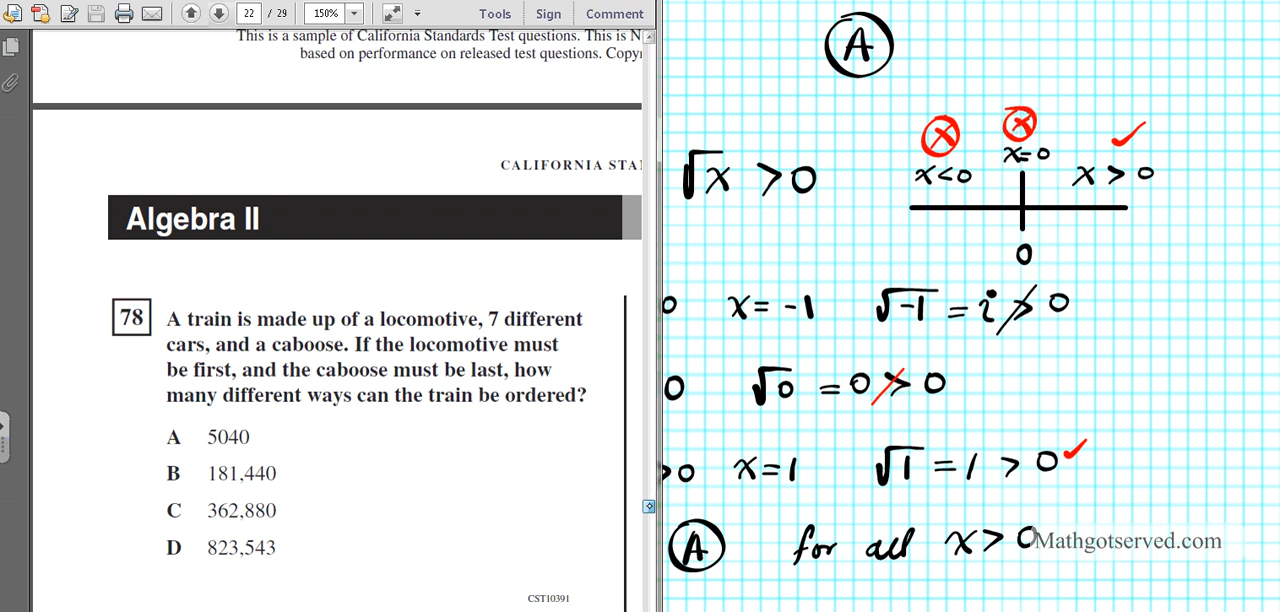 22 / 29 150% Tools Sign Comment
This is a sample of California Standards Test questions. This is N
based on performance on released test questions. Copy
CALIFORNIA STA
Algebra II
78 A train is made up of a locomotive, 7 different
cars, and a caboose. If the locomotive must
be first, and the caboose must be last, how
many different ways can the train be ordered?
A 5040
B 181,440
C 362,880
D 823,543
CST10391
A
√x > 0
x<0 x=0 x > 0
0
0 x = -1 √-1 = i ≯ 0
0 √0 = 0 ≯ 0
>0 x = 1 √1 = 1 > 0 ✓
A for all x > 0
Mathgotserved.com